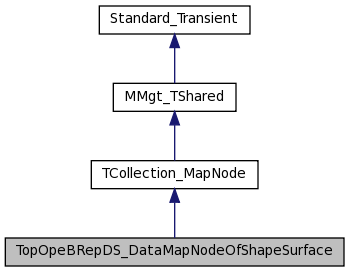 Standard_Transient
MMgt_TShared
TCollection_MapNode
TopOpeBRepDS_DataMapNodeOfShapeSurface